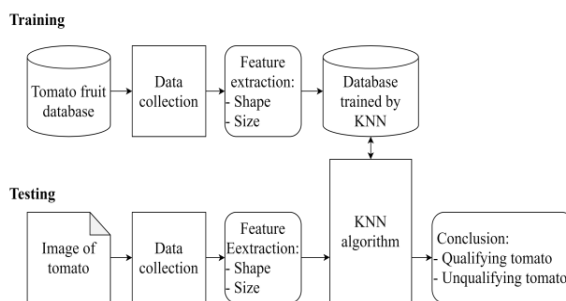 Training
Tomato fruit
database
Data
collection
Feature
extraction:
- Shape
- Size
Database
trained by
KNN
Testing
Image of
tomato
Data
collection
Feature
Eextraction:
- Shape
- Size
KNN
algorithm
Conclusion:
- Qualifying tomato
- Unqualifying tomato